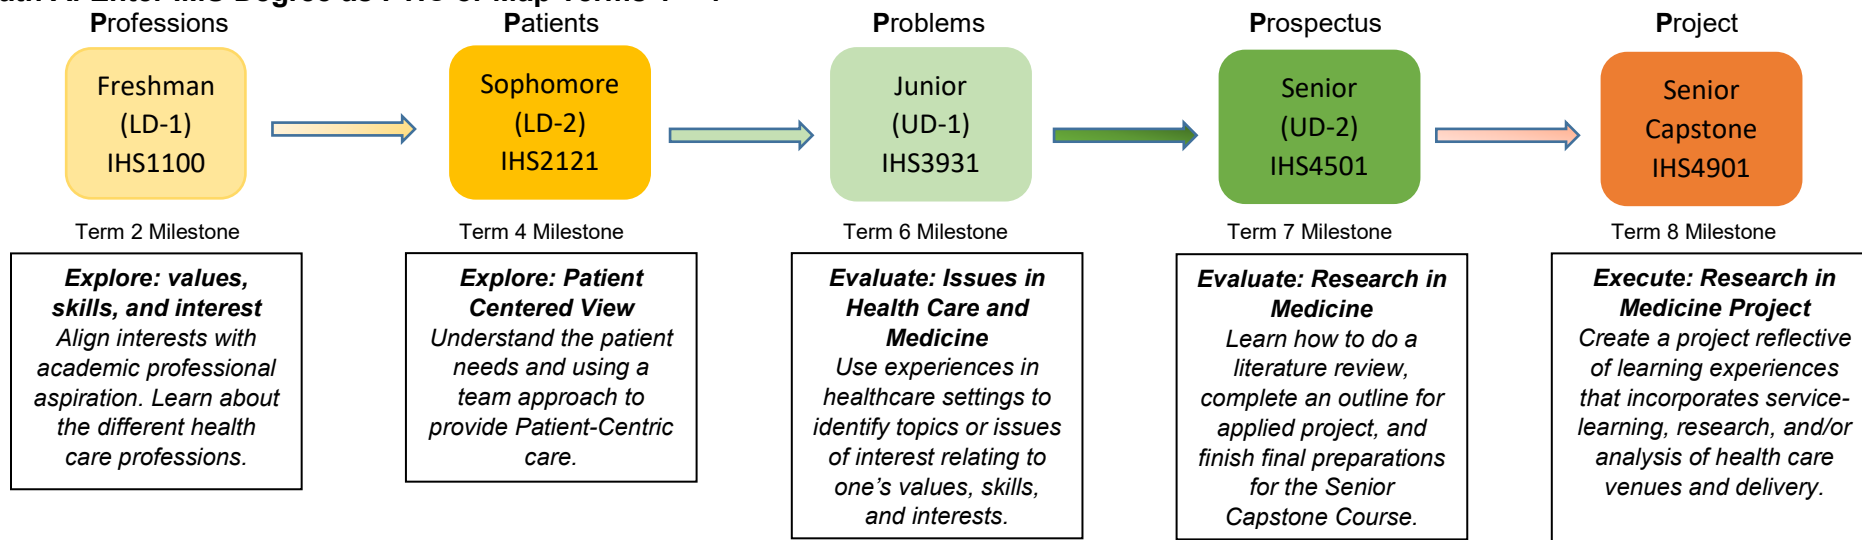 Professions
Patients
Problems
Prospectus
Project
Freshman
(LD-1)
IHS1100
Sophomore
(LD-2)
IHS2121
Junior
(UD-1)
IHS3931
Senior
(UD-2)
IHS4501
Senior
Capstone
IHS4901
Term 2 Milestone
Term 4 Milestone
Term 6 Milestone
Term 7 Milestone
Term 8 Milestone
Explore: values,
skills, and interest
Align interests with
academic professional
aspiration. Learn about
the different health
care professions.
Explore: Patient
Centered View
Understand the patient
needs and using a
team approach to
provide Patient-Centric
care.
Evaluate: Issues in
Health Care and
Medicine
Use experiences in
healthcare settings to
identify topics or issues
of interest relating to
one’s values, skills,
and interests.
Evaluate: Research in
Medicine
Learn how to do a
literature review,
complete an outline for
applied project, and
finish final preparations
for the Senior
Capstone Course.
Execute: Research in
Medicine Project
Create a project reflective
of learning experiences
that incorporates service-
learning, research, and/or
analysis of health care
venues and delivery.